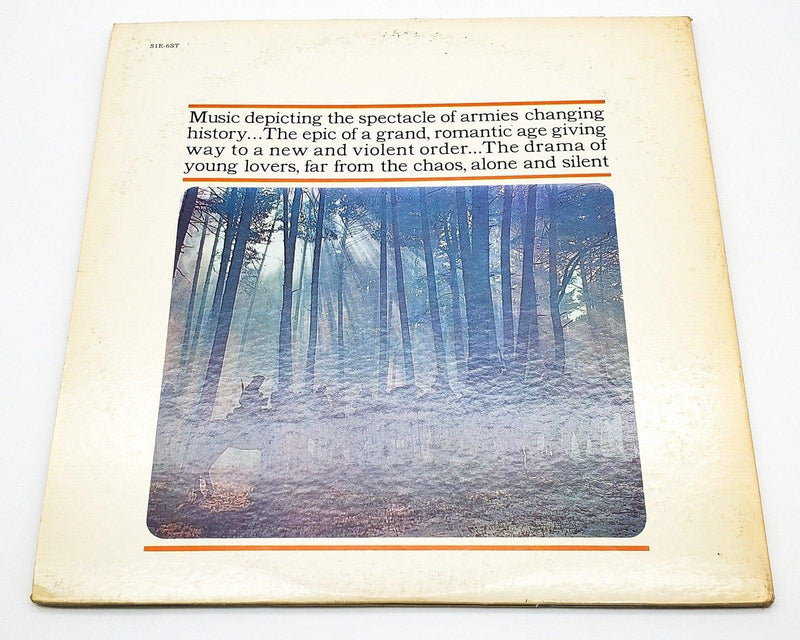 S1E-6ST
Music depicting the spectacle of armies changing
history...The epic of a grand, romantic age giving
way to a new and violent order...The drama of
young lovers, far from the chaos, alone and silent